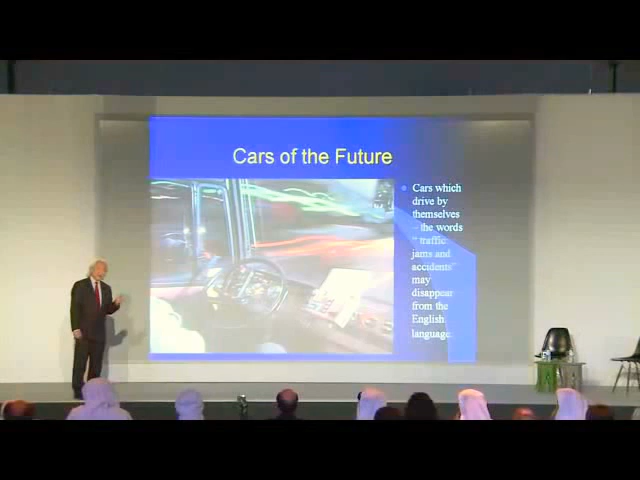 Cars of the Future
Cars which
drive by
themselves
– the words
" traffic
jams and
accidents"
may
disappear
from the
English
language.